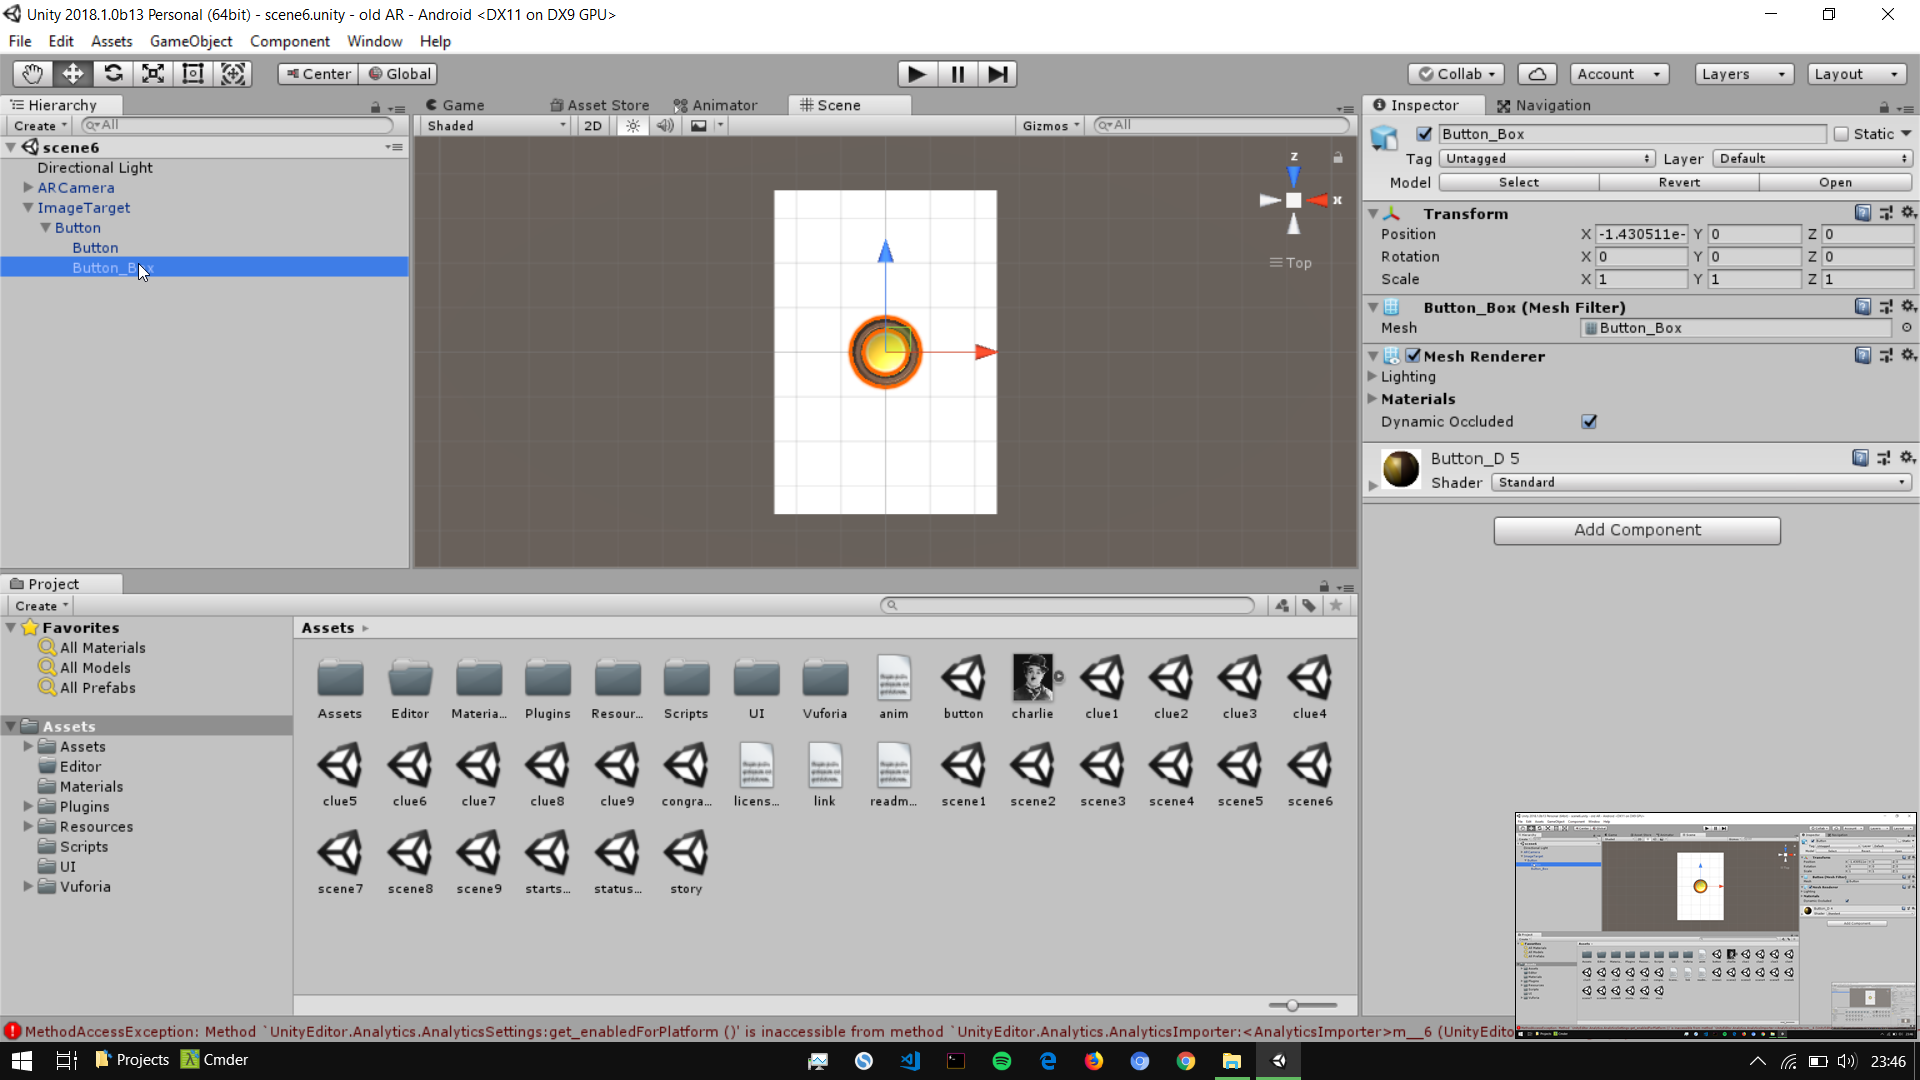 Unity 2018.1.0b13 Personal (64bit) - scene6.unity - old AR - Android <DX11 on DX9 GPU>
File Edit Assets GameObject Component Window Help
Center Global
Collab Account Layers Layout
Hierarchy
Create All
scene6
Directional Light
ARCamera
ImageTarget
Button
Button
Button_Box
Game Asset Store Animator Scene
Shaded 2D Gizmos All
z
x
Top
Inspector Navigation
Button_Box Static
Tag Untagged Layer Default
Model Select Revert Open
Transform
Position X -1.430511e- Y 0 Z 0
Rotation X 0 Y 0 Z 0
Scale X 1 Y 1 Z 1
Button_Box (Mesh Filter)
Mesh Button_Box
Mesh Renderer
Lighting
Materials
Dynamic Occluded
Button_D 5
Shader Standard
Add Component
Project
Create
Favorites
All Materials
All Models
All Prefabs
Assets
Assets
Editor
Materials
Plugins
Resources
Scripts
UI
Vuforia
Assets
Assets Editor Materia... Plugins Resour... Scripts UI Vuforia anim button charlie clue1 clue2 clue3 clue4
clue5 clue6 clue7 clue8 clue9 congra... licens... link readm... scene1 scene2 scene3 scene4 scene5 scene6
scene7 scene8 scene9 starts... status... story
MethodAccessException: Method `UnityEditor.Analytics.AnalyticsSettings:get_enabledForPlatform ()' is inaccessible from method `UnityEditor.Analytics.AnalyticsImporter:<AnalyticsImporter>m__6 (UnityEdito
Projects Cmder
23:46